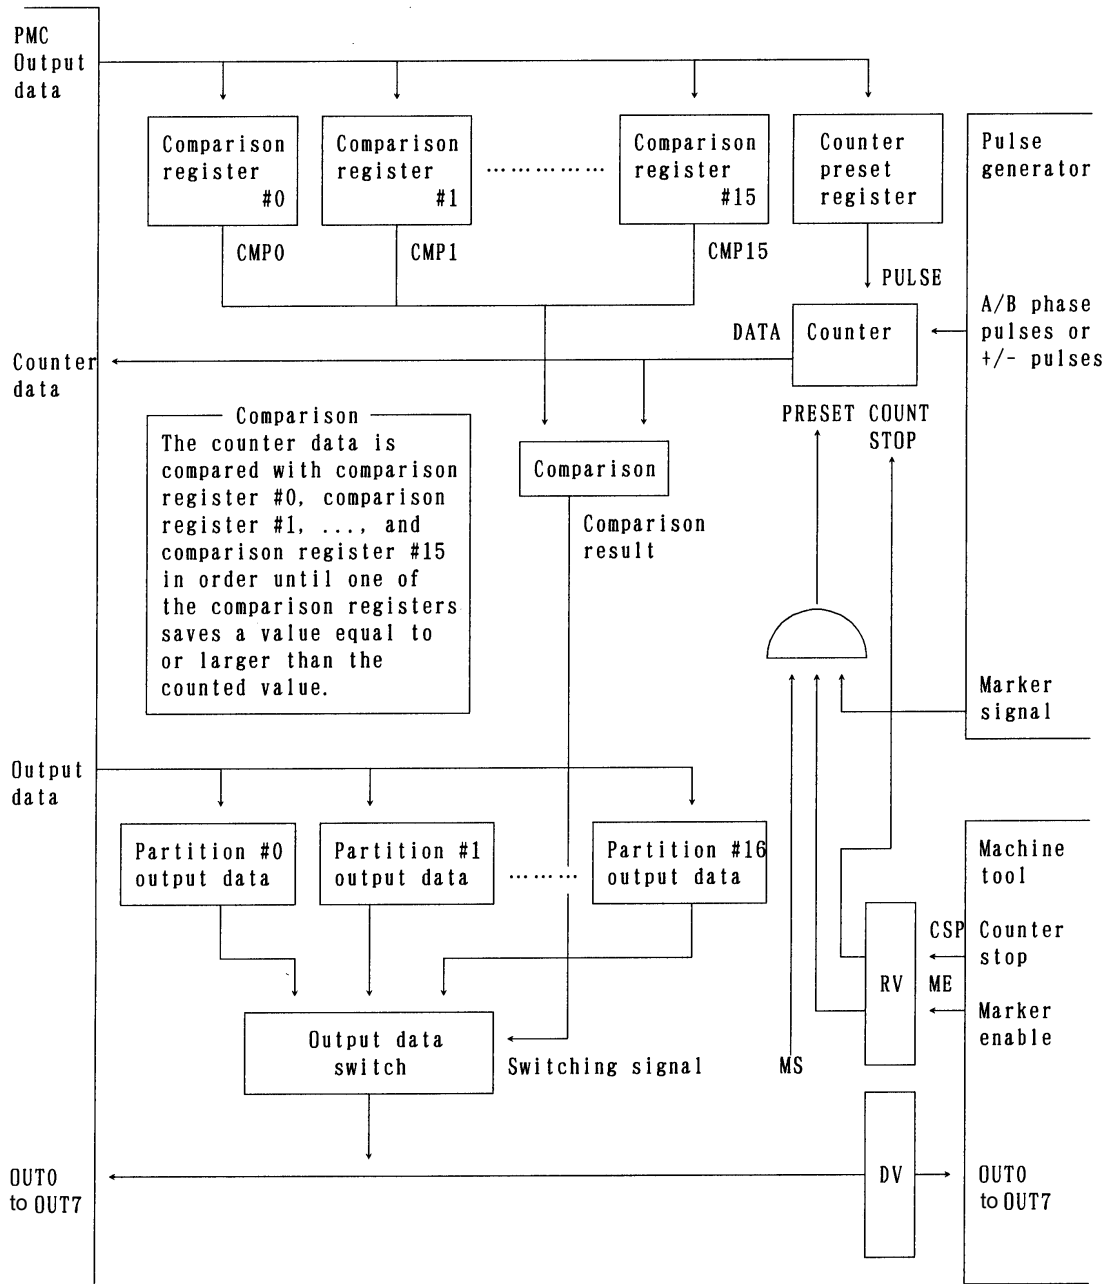 PMC
Output
data
Comparison
register
#0
Comparison
register
#1
................
Comparison
register
#15
Counter
preset
register
Pulse
generator
CMP0
CMP1
CMP15
PULSE
DATA
Counter
A/B phase
pulses or
+/- pulses
Counter
data
PRESET COUNT
STOP
Comparison
The counter data is
compared with comparison
register #0, comparison
register #1, ..., and
comparison register #15
in order until one of
the comparison registers
saves a value equal to
or larger than the
counted value.
Comparison
Comparison
result
Marker
signal
Output
data
Partition #0
output data
Partition #1
output data
.........
Partition #16
output data
Machine
tool
CSP
Counter
stop
RV
ME
Marker
enable
Output data
switch
Switching signal
MS
OUT0
to OUT7
DV
OUT0
to OUT7